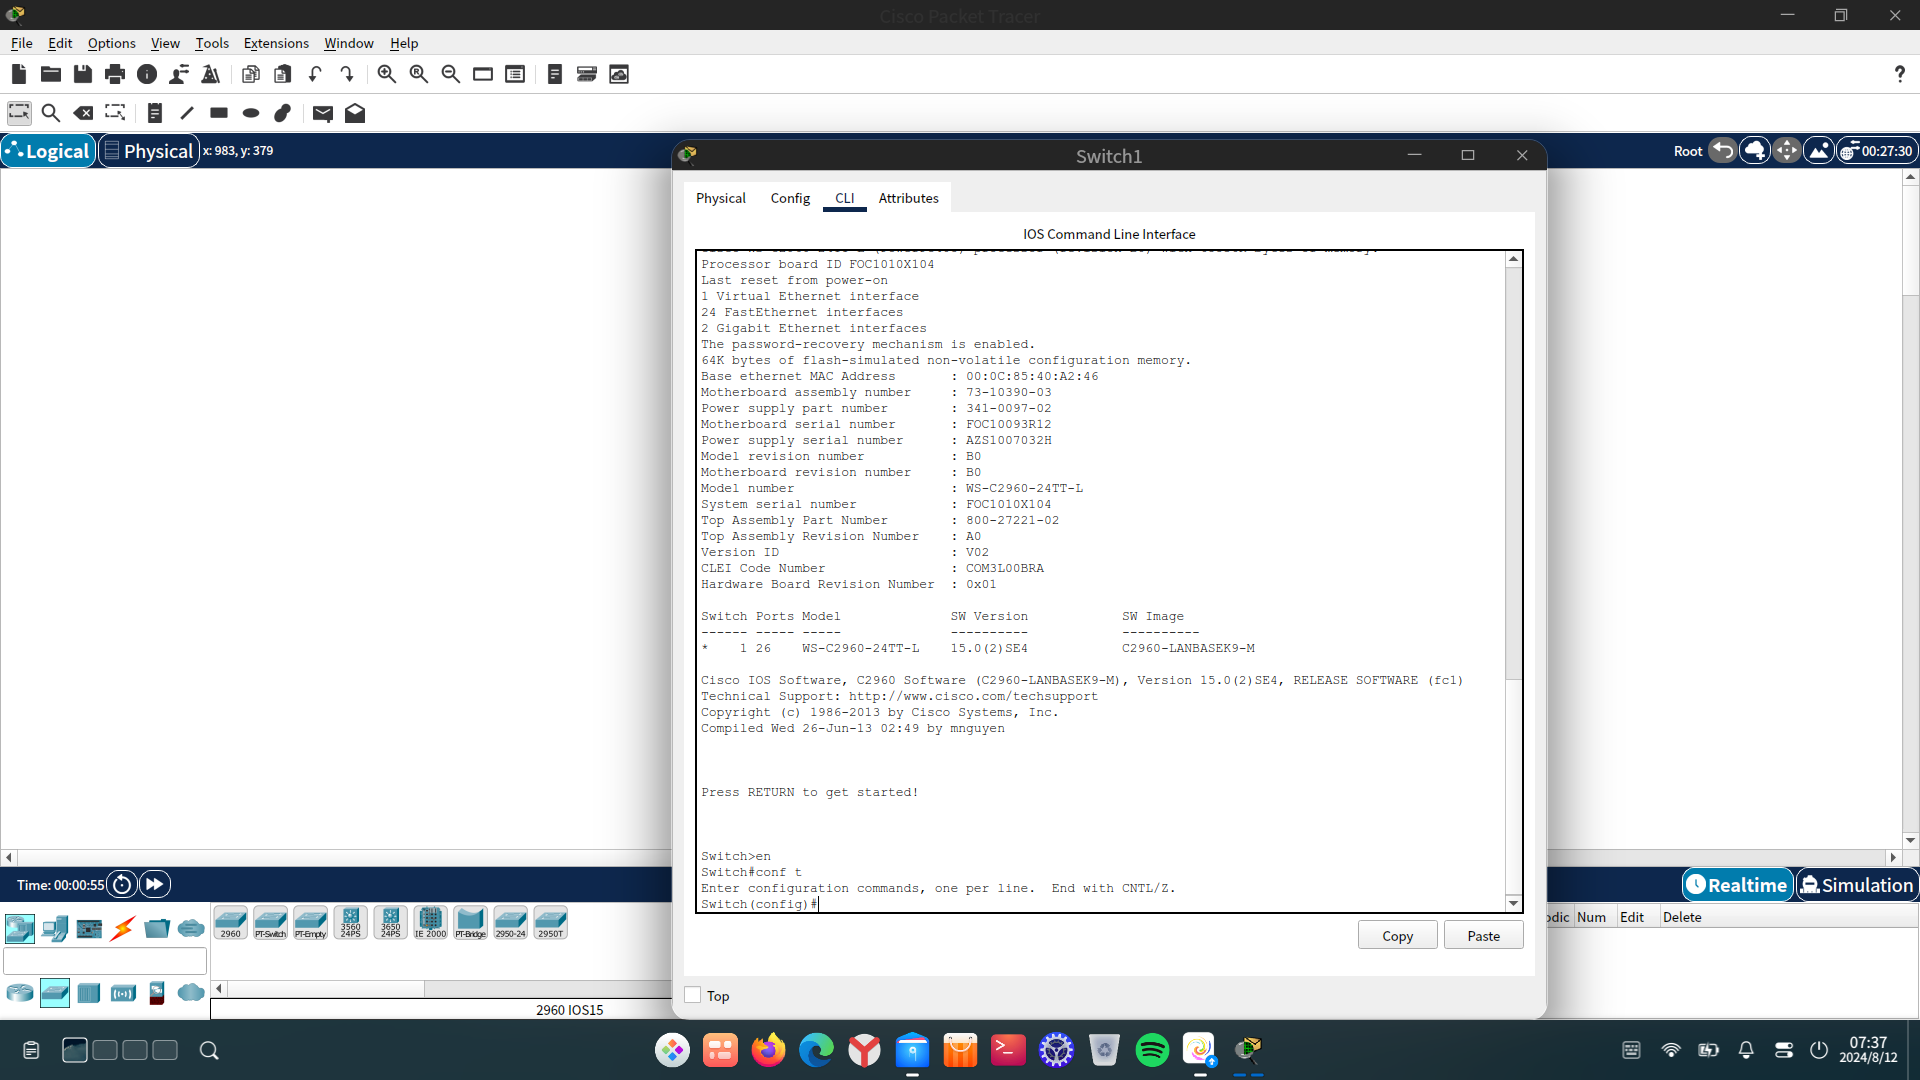 Cisco Packet Tracer
File Edit Options View Tools Extensions Window Help
Logical Physical x: 983, y: 379
Root 00:27:30
Switch1
Physical Config CLI Attributes
IOS Command Line Interface
Processor board ID FOC1010X104
Last reset from power-on
1 Virtual Ethernet interface
24 FastEthernet interfaces
2 Gigabit Ethernet interfaces
The password-recovery mechanism is enabled.
64K bytes of flash-simulated non-volatile configuration memory.
Base ethernet MAC Address : 00:0C:85:40:A2:46
Motherboard assembly number : 73-10390-03
Power supply part number : 341-0097-02
Motherboard serial number : FOC10093R12
Power supply serial number : AZS1007032H
Model revision number : B0
Motherboard revision number : B0
Model number : WS-C2960-24TT-L
System serial number : FOC1010X104
Top Assembly Part Number : 800-27221-02
Top Assembly Revision Number : A0
Version ID : V02
CLEI Code Number : COM3L00BRA
Hardware Board Revision Number : 0x01
Switch Ports Model SW Version SW Image
------ ----- ----- ---------- ----------
* 1 26 WS-C2960-24TT-L 15.0(2)SE4 C2960-LANBASEK9-M
Cisco IOS Software, C2960 Software (C2960-LANBASEK9-M), Version 15.0(2)SE4, RELEASE SOFTWARE (fc1)
Technical Support: http://www.cisco.com/techsupport
Copyright (c) 1986-2013 by Cisco Systems, Inc.
Compiled Wed 26-Jun-13 02:49 by mnguyen
Press RETURN to get started!
Switch>en
Switch#conf t
Enter configuration commands, one per line. End with CNTL/Z.
Switch(config)#
Copy Paste
Top
Time: 00:00:55
Realtime Simulation
odic Num Edit Delete
2960 PT-Switch PT-Empty 3560 24PS 3650 24PS IE 2000 PT-Bridge 2950-24 2950T
2960 IOS15
07:37
2024/8/12